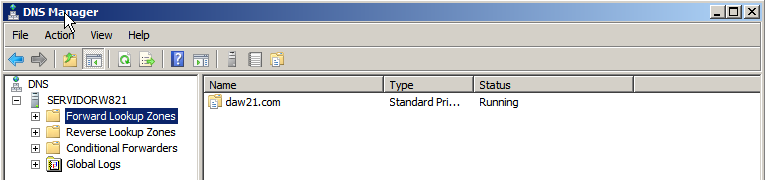 DNS Manager
File Action View Help
DNS
SERVIDORW821
Forward Lookup Zones
Reverse Lookup Zones
Conditional Forwarders
Global Logs
Name Type Status
daw21.com Standard Pri... Running